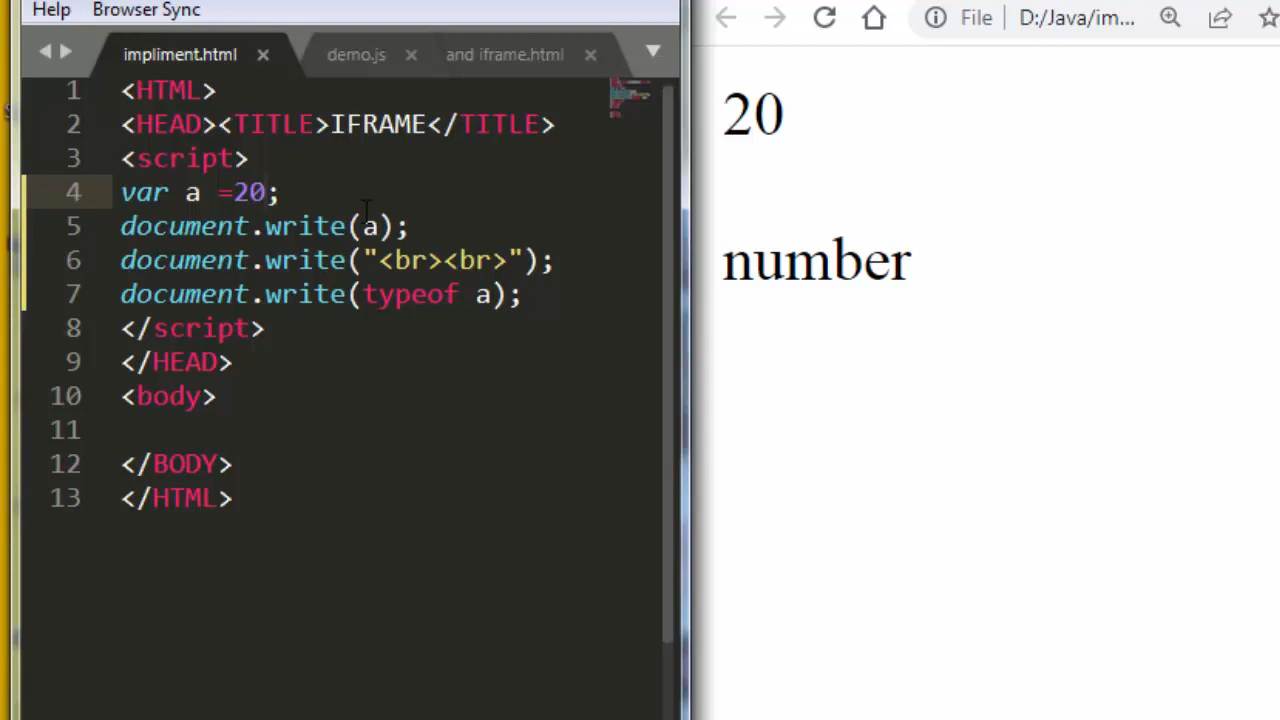 Help Browser Sync
File D:/Java/im...
impliment.html demo.js and iframe.html
1 <HTML>
2 <HEAD><TITLE>IFRAME</TITLE>
3 <script>
4 var a =20;
5 document.write(a);
6 document.write("<br><br>");
7 document.write(typeof a);
8 </script>
9 </HEAD>
10 <body>
11
12 </BODY>
13 </HTML>
20
number